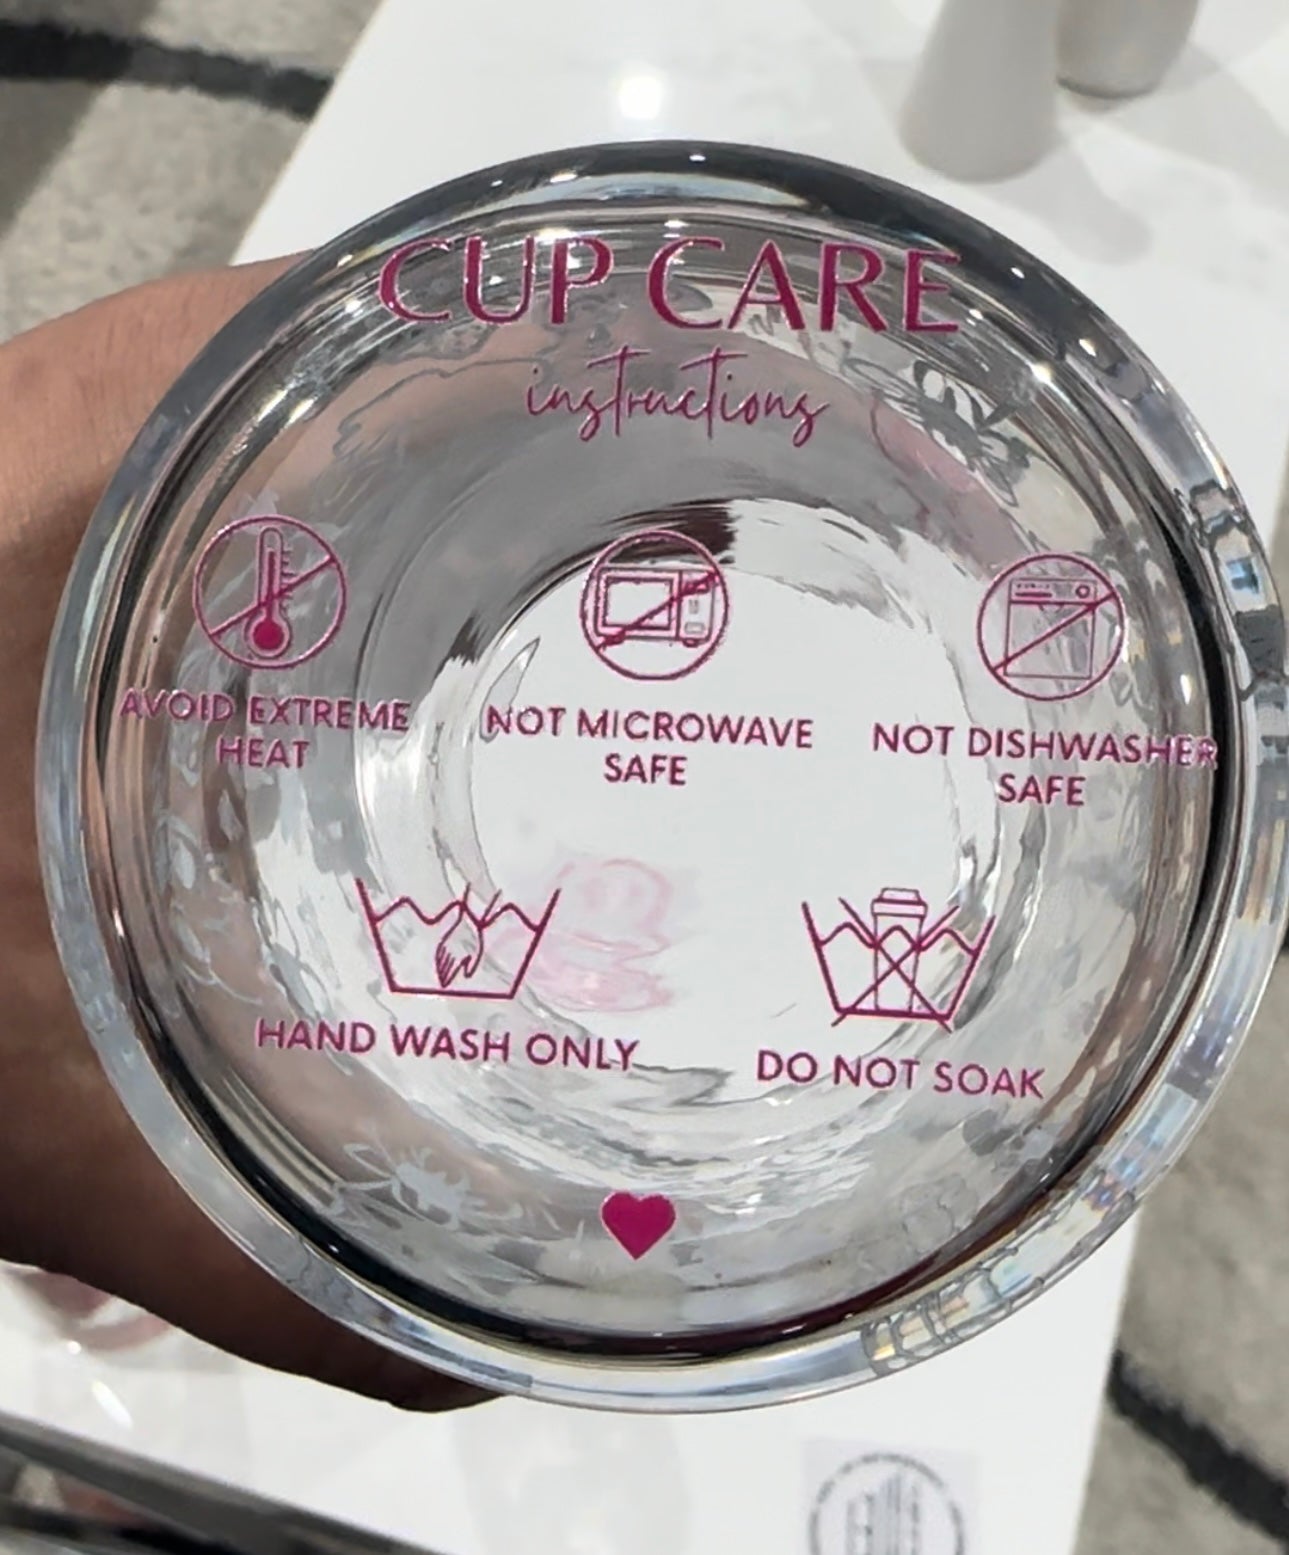 CUP CARE
instructions
AVOID EXTREME
HEAT
NOT MICROWAVE
SAFE
NOT DISHWASHER
SAFE
HAND WASH ONLY
DO NOT SOAK